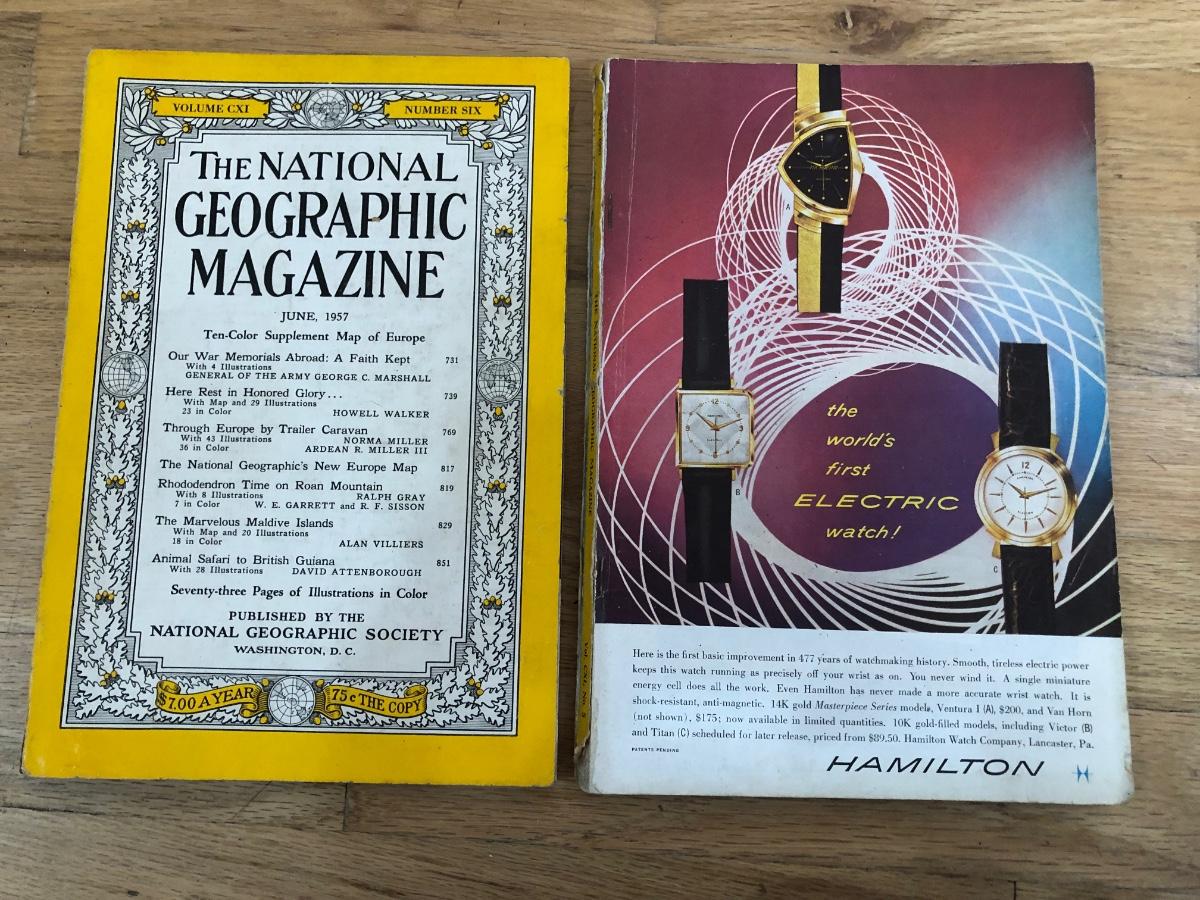 VOLUME CXI
NUMBER SIX
THE NATIONAL
GEOGRAPHIC
MAGAZINE
JUNE, 1957
Ten-Color Supplement Map of Europe
Our War Memorials Abroad: A Faith Kept 731
With 4 Illustrations
GENERAL OF THE ARMY GEORGE C. MARSHALL
Here Rest in Honored Glory... 739
With Map and 29 Illustrations
23 in Color HOWELL WALKER
Through Europe by Trailer Caravan 769
With 43 Illustrations NORMA MILLER
36 in Color ARDEAN R. MILLER III
The National Geographic's New Europe Map 817
Rhododendron Time on Roan Mountain 819
With 8 Illustrations RALPH GRAY
7 in Color W. E. GARRETT and R. F. SISSON
The Marvelous Maldive Islands 829
With Map and 20 Illustrations
18 in Color ALAN VILLIERS
Animal Safari to British Guiana 851
With 28 Illustrations DAVID ATTENBOROUGH
Seventy-three Pages of Illustrations in Color
PUBLISHED BY THE
NATIONAL GEOGRAPHIC SOCIETY
WASHINGTON, D. C.
$7.00 A YEAR
75¢ THE COPY
A
B
C
12
the
world's
first
ELECTRIC
watch!
Here is the first basic improvement in 477 years of watchmaking history. Smooth, tireless electric power
keeps this watch running as precisely off your wrist as on. You never wind it. A single miniature
energy cell does all the work. Even Hamilton has never made a more accurate wrist watch. It is
shock-resistant, anti-magnetic. 14K gold Masterpiece Series models, Ventura I (A), $200, and Van Horn
(not shown), $175; now available in limited quantities. 10K gold-filled models, including Victor (B)
and Titan (C) scheduled for later release, priced from $89.50. Hamilton Watch Company, Lancaster, Pa.
PATENTS PENDING
HAMILTON